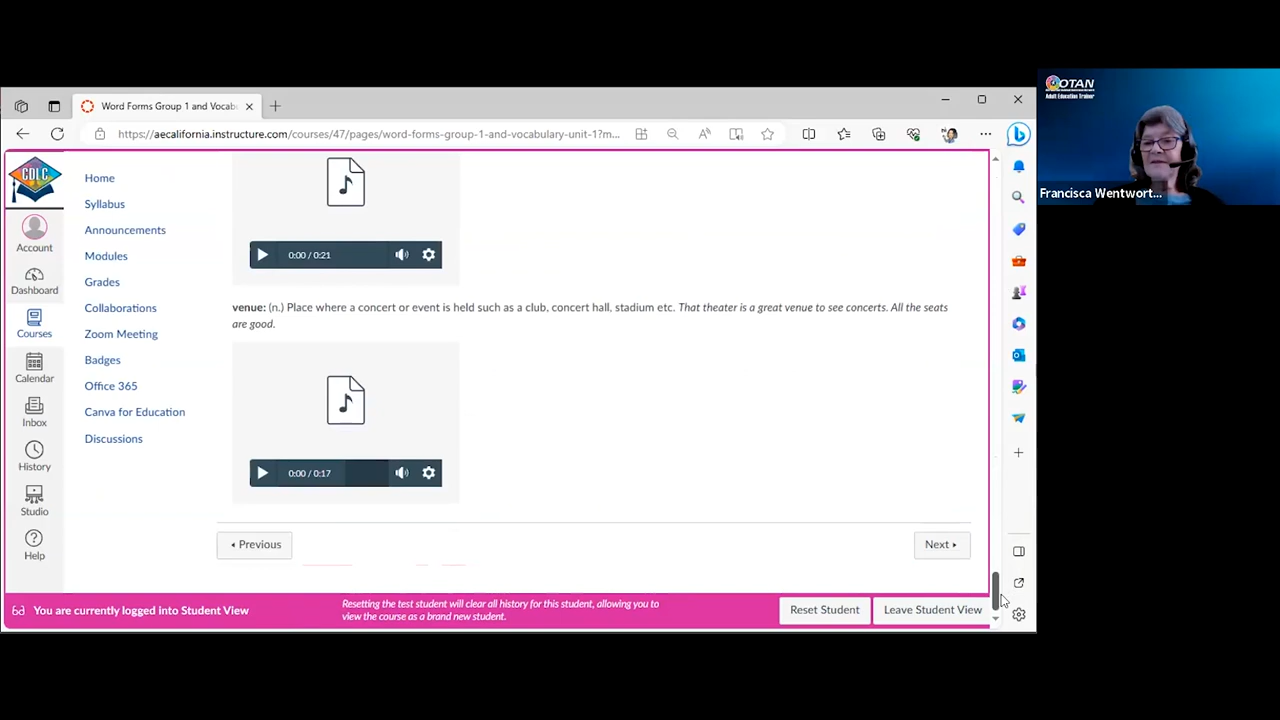 Word Forms Group 1 and Vocabu
https://aecalifornia.instructure.com/courses/47/pages/word-forms-group-1-and-vocabulary-unit-1?m...
OTAN
Adult Education Trainer
Francisca Wentwort...
CDLC
Account
Dashboard
Courses
Calendar
Inbox
History
Studio
Help
Home
Syllabus
Announcements
Modules
Grades
Collaborations
Zoom Meeting
Badges
Office 365
Canva for Education
Discussions
0:00 / 0:21
venue: (n.) Place where a concert or event is held such as a club, concert hall, stadium etc. That theater is a great venue to see concerts. All the seats
are good.
0:00 / 0:17
Previous
Next
You are currently logged into Student View
Resetting the test student will clear all history for this student, allowing you to
view the course as a brand new student.
Reset Student
Leave Student View